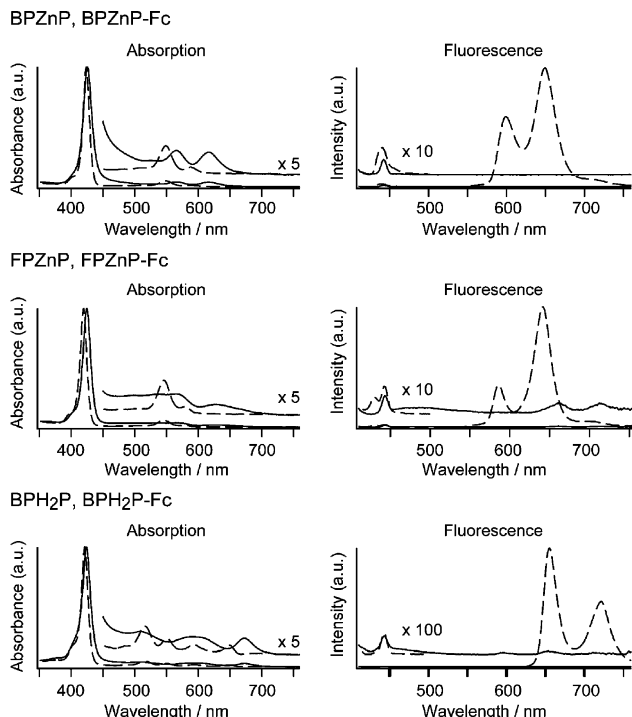 BPZnP, BPZnP-Fc
Absorption
Fluorescence
Absorbance (a.u.)
x 5
Intensity (a.u.)
x 10
400 500 600 700
500 600 700
Wavelength / nm
Wavelength / nm
FPZnP, FPZnP-Fc
Absorption
Fluorescence
Absorbance (a.u.)
x 5
Intensity (a.u.)
x 10
400 500 600 700
500 600 700
Wavelength / nm
Wavelength / nm
BPH2P, BPH2P-Fc
Absorption
Fluorescence
Absorbance (a.u.)
x 5
Intensity (a.u.)
x 100
400 500 600 700
500 600 700
Wavelength / nm
Wavelength / nm